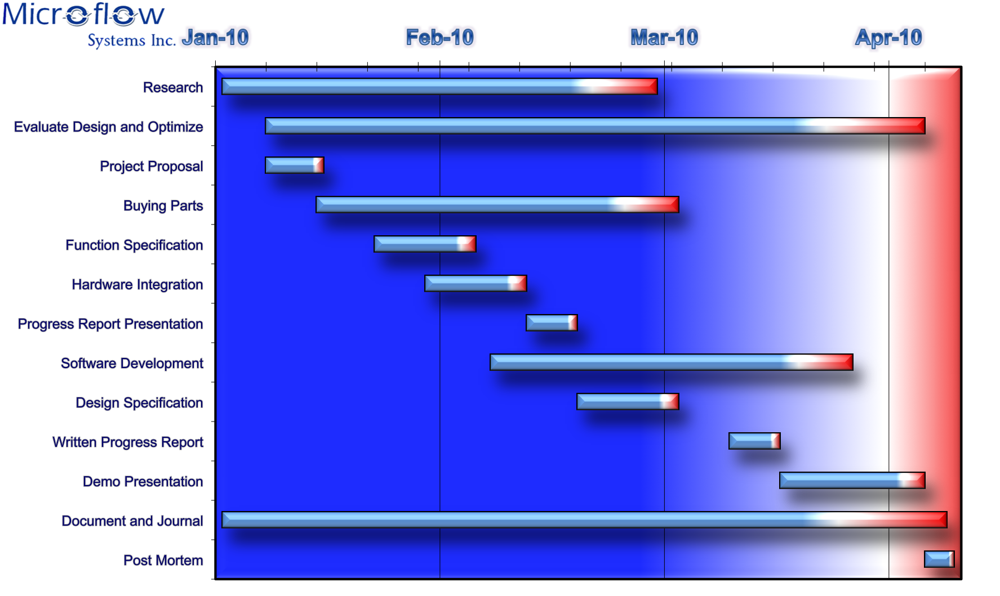 Microflow
Systems Inc.
Jan-10 Feb-10 Mar-10 Apr-10
Research
Evaluate Design and Optimize
Project Proposal
Buying Parts
Function Specification
Hardware Integration
Progress Report Presentation
Software Development
Design Specification
Written Progress Report
Demo Presentation
Document and Journal
Post Mortem